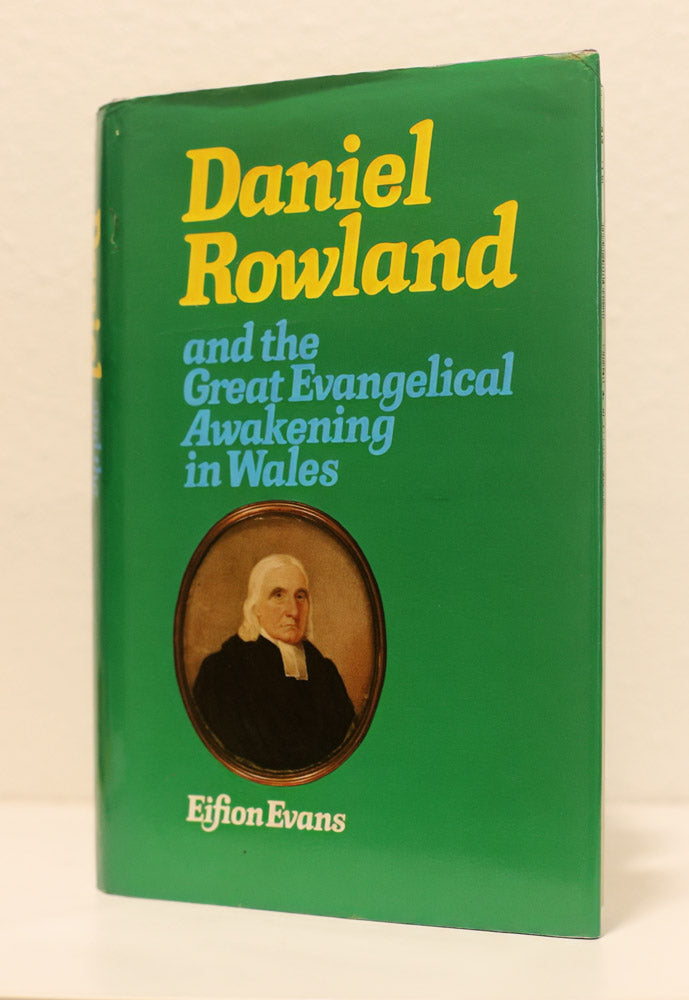 Daniel
Rowland
and the
Great Evangelical
Awakening
in Wales
Eifion Evans